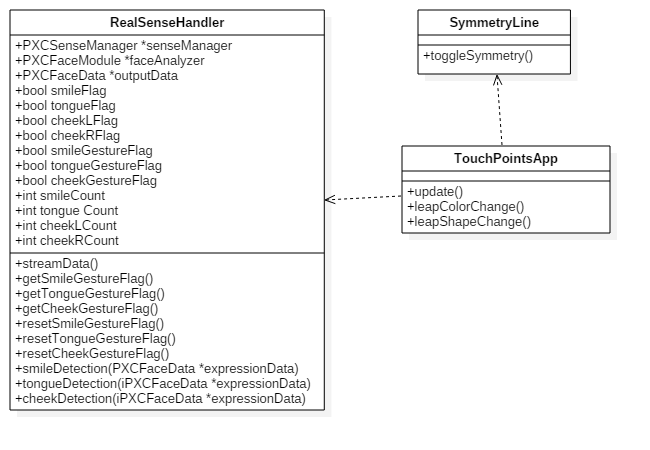 RealSenseHandler
+PXCSenseManager *senseManager
+PXCFaceModule *faceAnalyzer
+PXCFaceData *outputData
+bool smileFlag
+bool tongueFlag
+bool cheekLFlag
+bool cheekRFlag
+bool smileGestureFlag
+bool tongueGestureFlag
+bool cheekGestureFlag
+int smileCount
+int tongue Count
+int cheekLCount
+int cheekRCount
+streamData()
+getSmileGestureFlag()
+getTongueGestureFlag()
+getCheekGestureFlag()
+resetSmileGestureFlag()
+resetTongueGestureFlag()
+resetCheekGestureFlag()
+smileDetection(PXCFaceData *expressionData)
+tongueDetection(iPXCFaceData *expressionData)
+cheekDetection(iPXCFaceData *expressionData)
SymmetryLine
+toggleSymmetry()
TouchPointsApp
+update()
+leapColorChange()
+leapShapeChange()